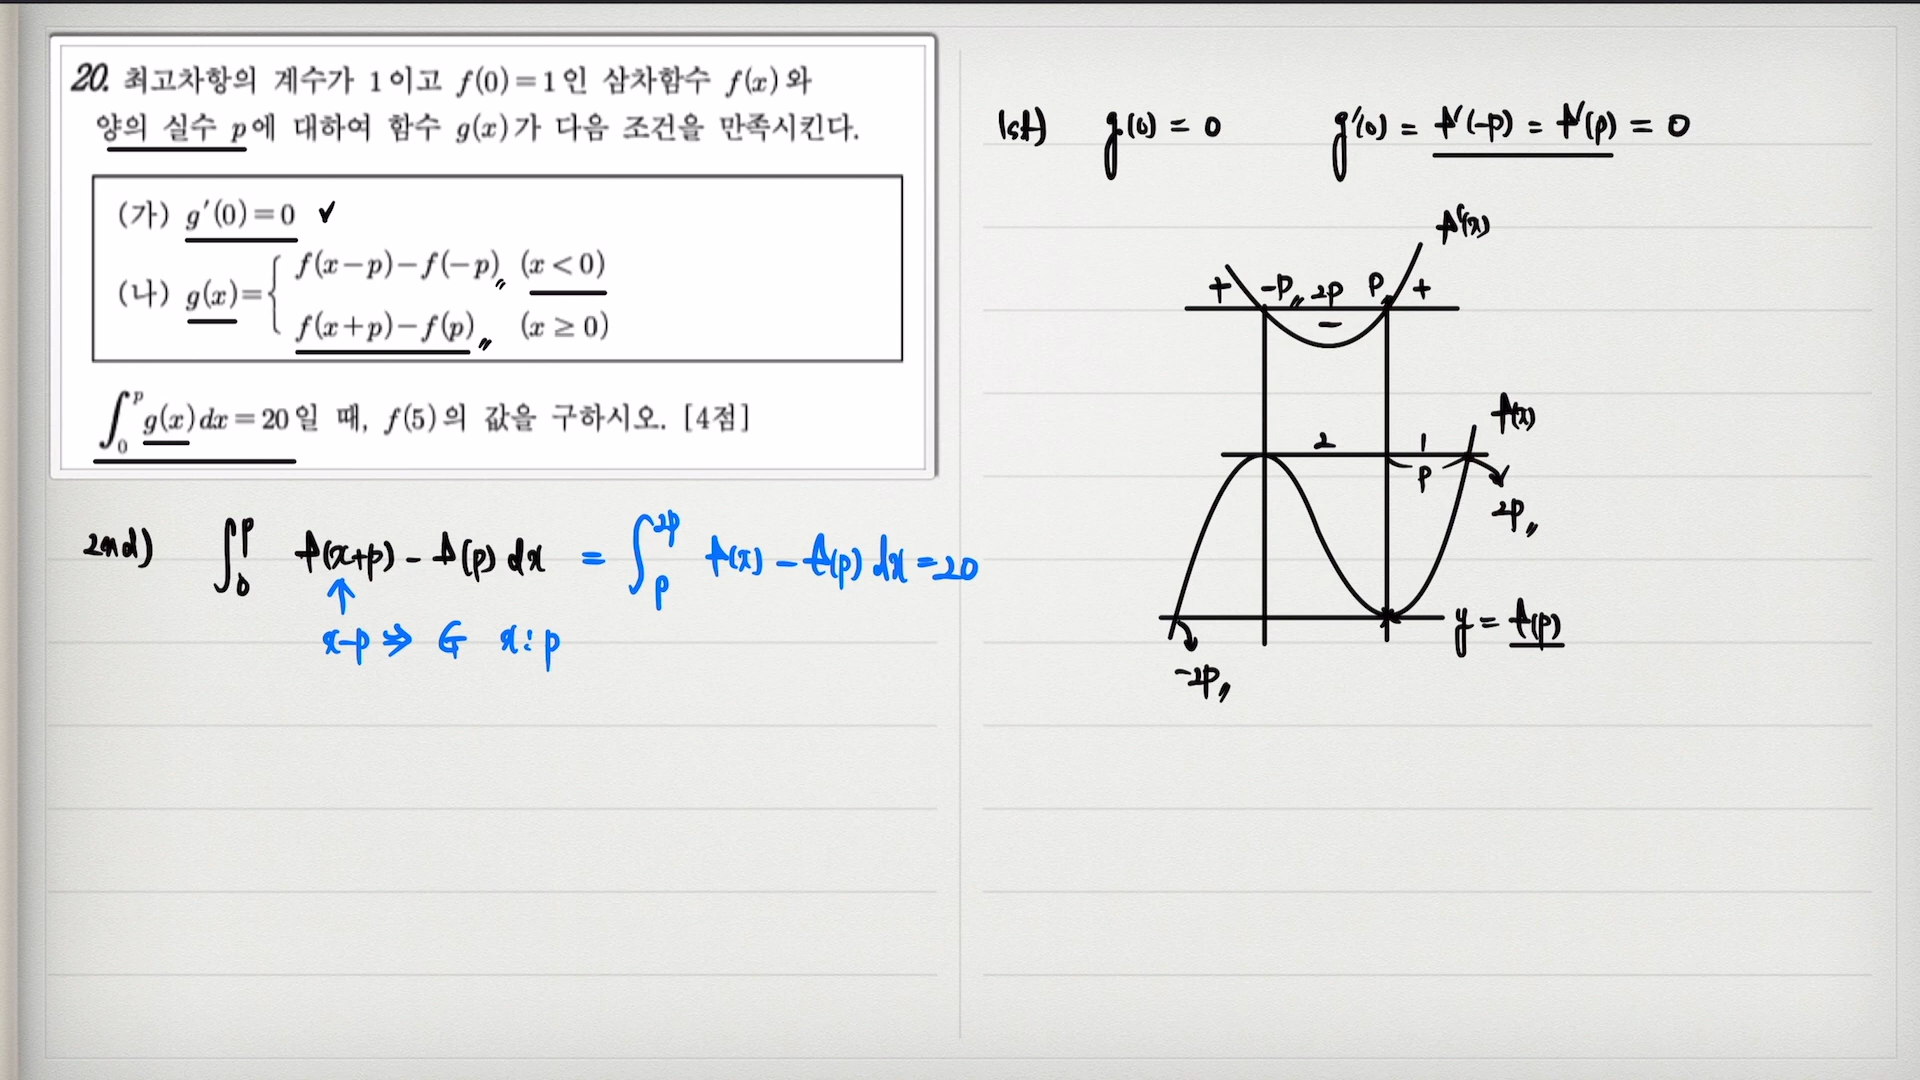 20. 최고차항의 계수가 1이고 f(0)=1인 삼차함수 f(x)와
양의 실수 p에 대하여 함수 g(x)가 다음 조건을 만족시킨다.
(가) g′(0)=0 ✓
(나) g(x)={ f(x−p)−f(−p) (x<0)
f(x+p)−f(p) (x≥0)
∫₀ᵖ g(x)dx=20일 때, f(5)의 값을 구하시오. [4점]
2nd) ∫₀ᵖ f(x+p) - f(p) dx = ∫ₚ²ᵖ f(x) - f(p) dx = 20
↑
x-p ⇒ G x : p
1st) g(0) = 0 g′(0) = f′(-p) = f′(p) = 0
f′(x)
+ -p 2p p +
−
f(x)
2 1
p
2p
y = f(p)
-2p